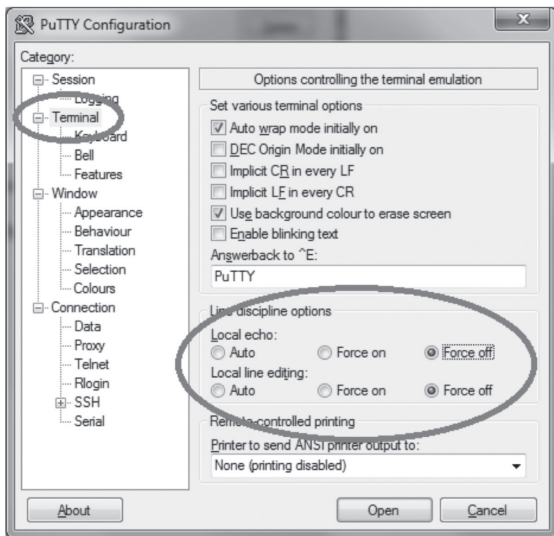 PuTTY Configuration
Category:
Session
Logging
Terminal
Keyboard
Bell
Features
Window
Appearance
Behaviour
Translation
Selection
Colours
Connection
Data
Proxy
Telnet
Rlogin
SSH
Serial
Options controlling the terminal emulation
Set various terminal options
Auto wrap mode initially on
DEC Origin Mode initially on
Implicit CR in every LF
Implicit LF in every CR
Use background colour to erase screen
Enable blinking text
Answerback to ^E:
PuTTY
Line discipline options
Local echo:
Auto Force on Force off
Local line editing:
Auto Force on Force off
Remote-controlled printing
Printer to send ANSI printer output to:
None (printing disabled)
About Open Cancel